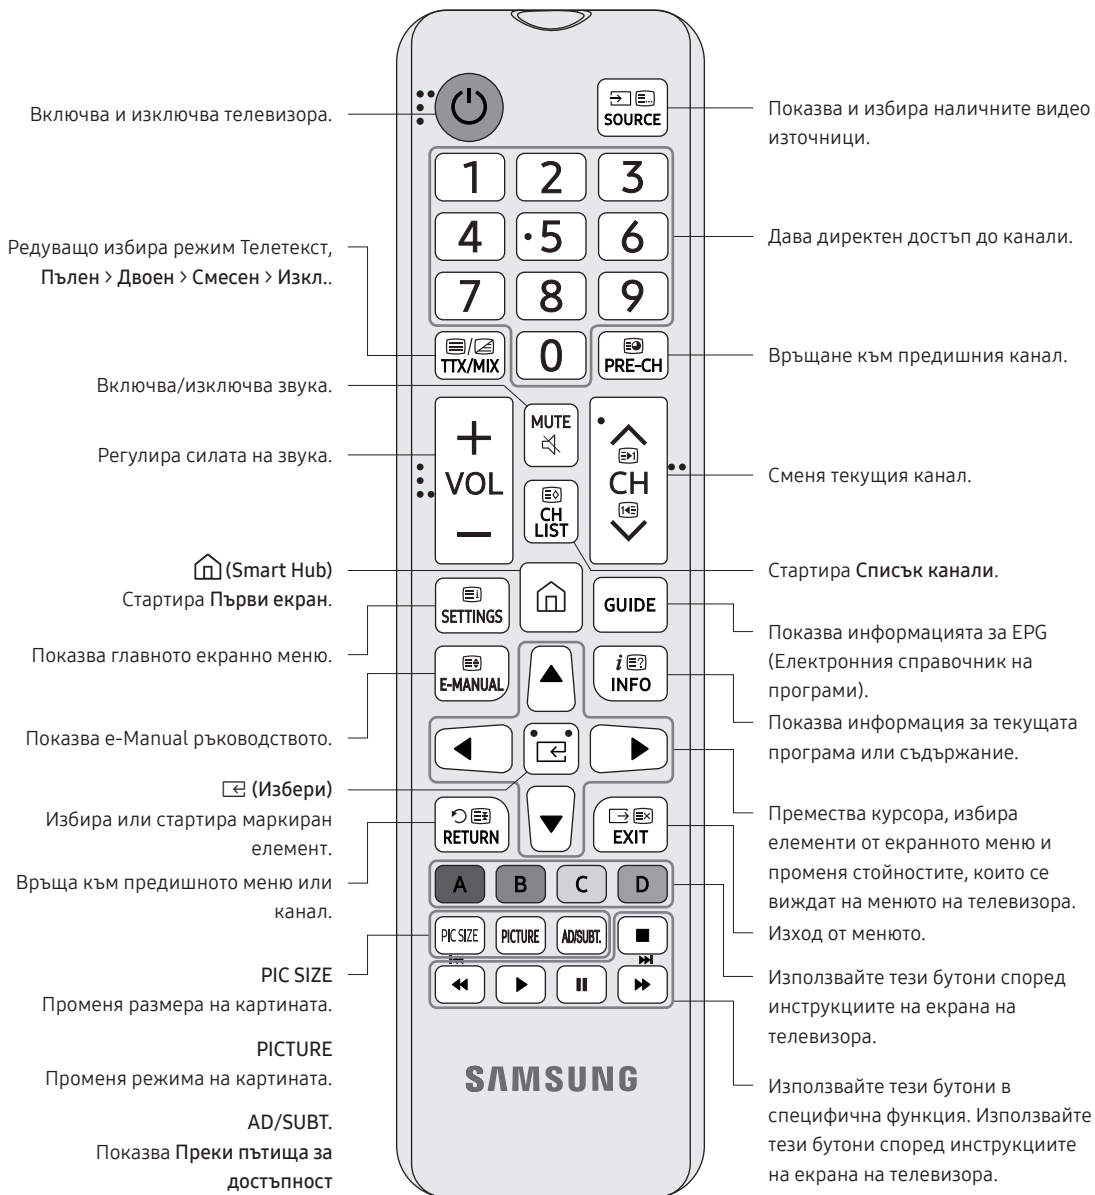 Включва и изключва телевизора.
Редуващо избира режим Телетекст,
Пълен > Двоен > Смесен > Изкл..
Включва/изключва звука.
Регулира силата на звука.
(Smart Hub)
Стартира Първи екран.
Показва главното екранно меню.
Показва e-Manual ръководството.
(Избери)
Избира или стартира маркиран
елемент.
Връща към предишното меню или
канал.
PIC SIZE
Променя размера на картината.
PICTURE
Променя режима на картината.
AD/SUBT.
Показва Преки пътища за
достъпност
SOURCE
1 2 3
4 5 6
7 8 9
TTX/MIX 0 PRE-CH
MUTE
VOL
CH
CH
LIST
SETTINGS
GUIDE
E-MANUAL
i INFO
RETURN
EXIT
A B C D
PIC SIZE PICTURE AD/SUBT.
SAMSUNG
Показва и избира наличните видео
източници.
Дава директен достъп до канали.
Връщане към предишния канал.
Сменя текущия канал.
Стартира Списък канали.
Показва информацията за EPG
(Електронния справочник на
програми).
Показва информация за текущата
програма или съдържание.
Премества курсора, избира
елементи от екранното меню и
променя стойностите, които се
виждат на менюто на телевизора.
Изход от менюто.
Използвайте тези бутони според
инструкциите на екрана на
телевизора.
Използвайте тези бутони в
специфична функция. Използвайте
тези бутони според инструкциите
на екрана на телевизора.